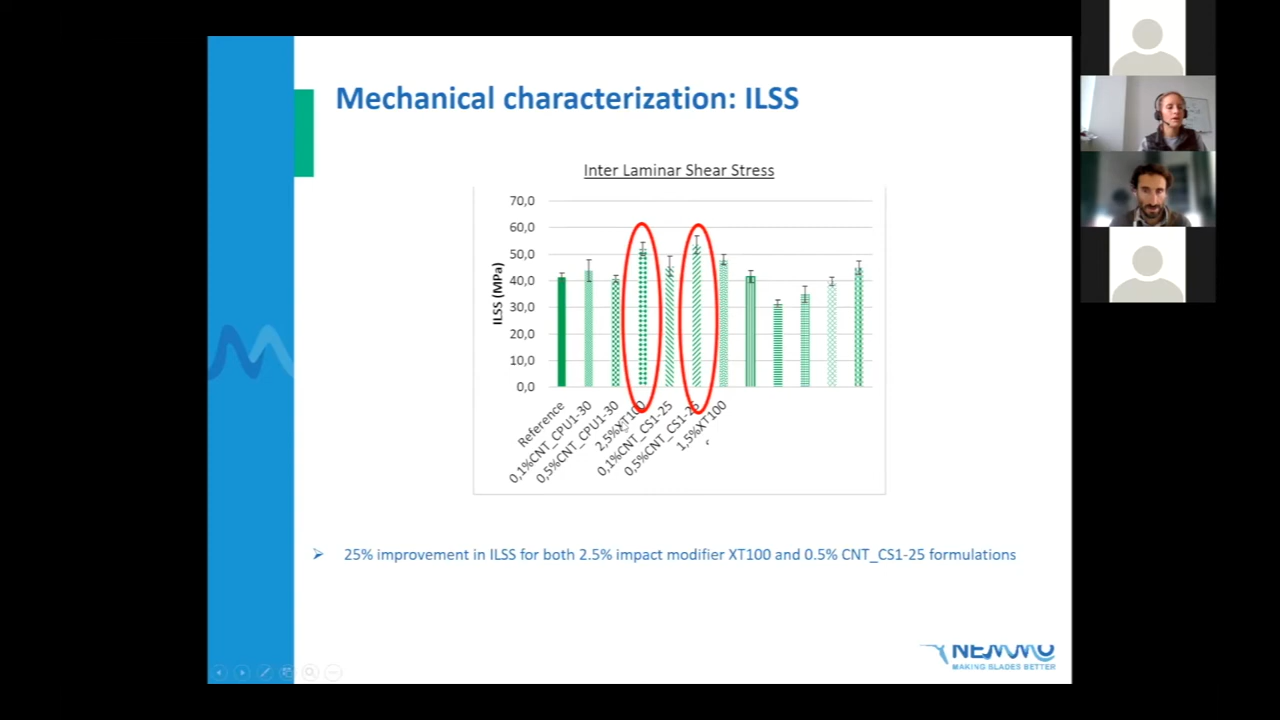 Mechanical characterization: ILSS
Inter Laminar Shear Stress
70,0
60,0
50,0
40,0
30,0
20,0
10,0
0,0
ILSS (MPa)
Reference
0,1%CNT_CPU1-30
0,5%CNT_CPU1-30
2,5%XT100
0,1%CNT_CS1-25
0,5%CNT_CS1-25
1,5%XT100
25% improvement in ILSS for both 2.5% impact modifier XT100 and 0.5% CNT_CS1-25 formulations
NEMMO
MAKING BLADES BETTER